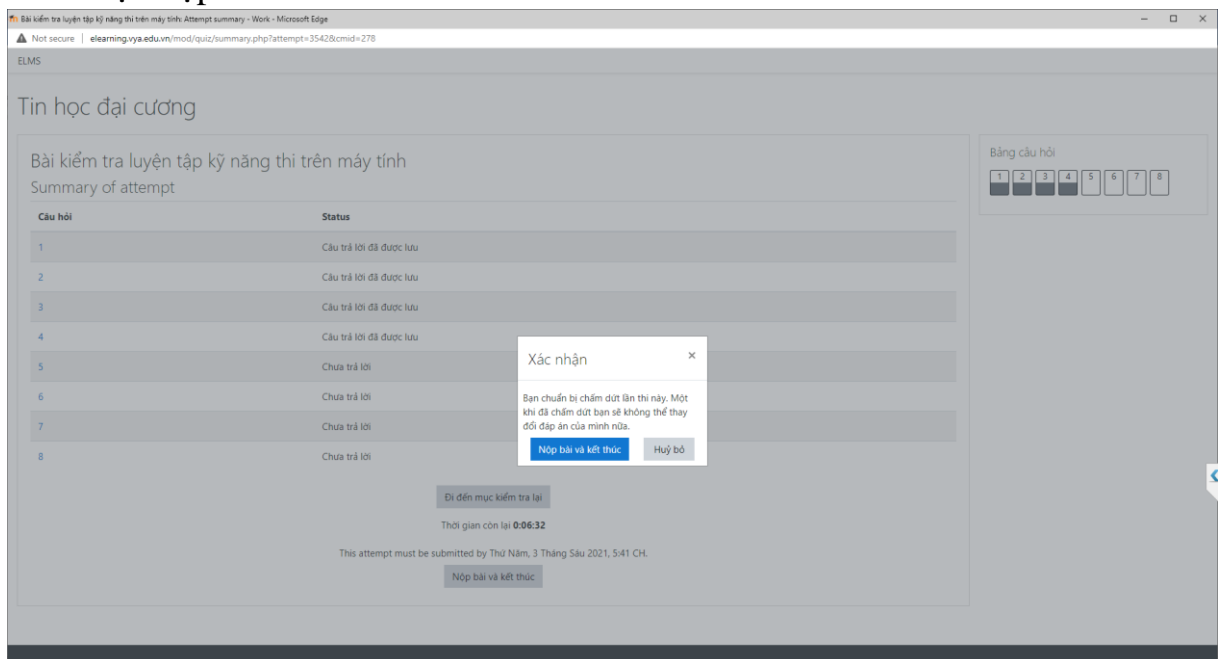 Bài kiểm tra luyện tập kỹ năng thi trên máy tính: Attempt summary - Work - Microsoft Edge
Not secure | elearning.vya.edu.vn/mod/quiz/summary.php?attempt=3542&cmid=278
ELMS
Tin học đại cương
Bài kiểm tra luyện tập kỹ năng thi trên máy tính
Summary of attempt
Câu hỏi Status
1 Câu trả lời đã được lưu
2 Câu trả lời đã được lưu
3 Câu trả lời đã được lưu
4 Câu trả lời đã được lưu
5 Chưa trả lời
6 Chưa trả lời
7 Chưa trả lời
8 Chưa trả lời
Đi đến mục kiểm tra lại
Thời gian còn lại 0:06:32
This attempt must be submitted by Thứ Năm, 3 Tháng Sáu 2021, 5:41 CH.
Nộp bài và kết thúc
Bảng câu hỏi
1 2 3 4 5 6 7 8
Xác nhận ×
Bạn chuẩn bị chấm dứt lần thi này. Một
khi đã chấm dứt bạn sẽ không thể thay
đổi đáp án của mình nữa.
Nộp bài và kết thúc Huỷ bỏ